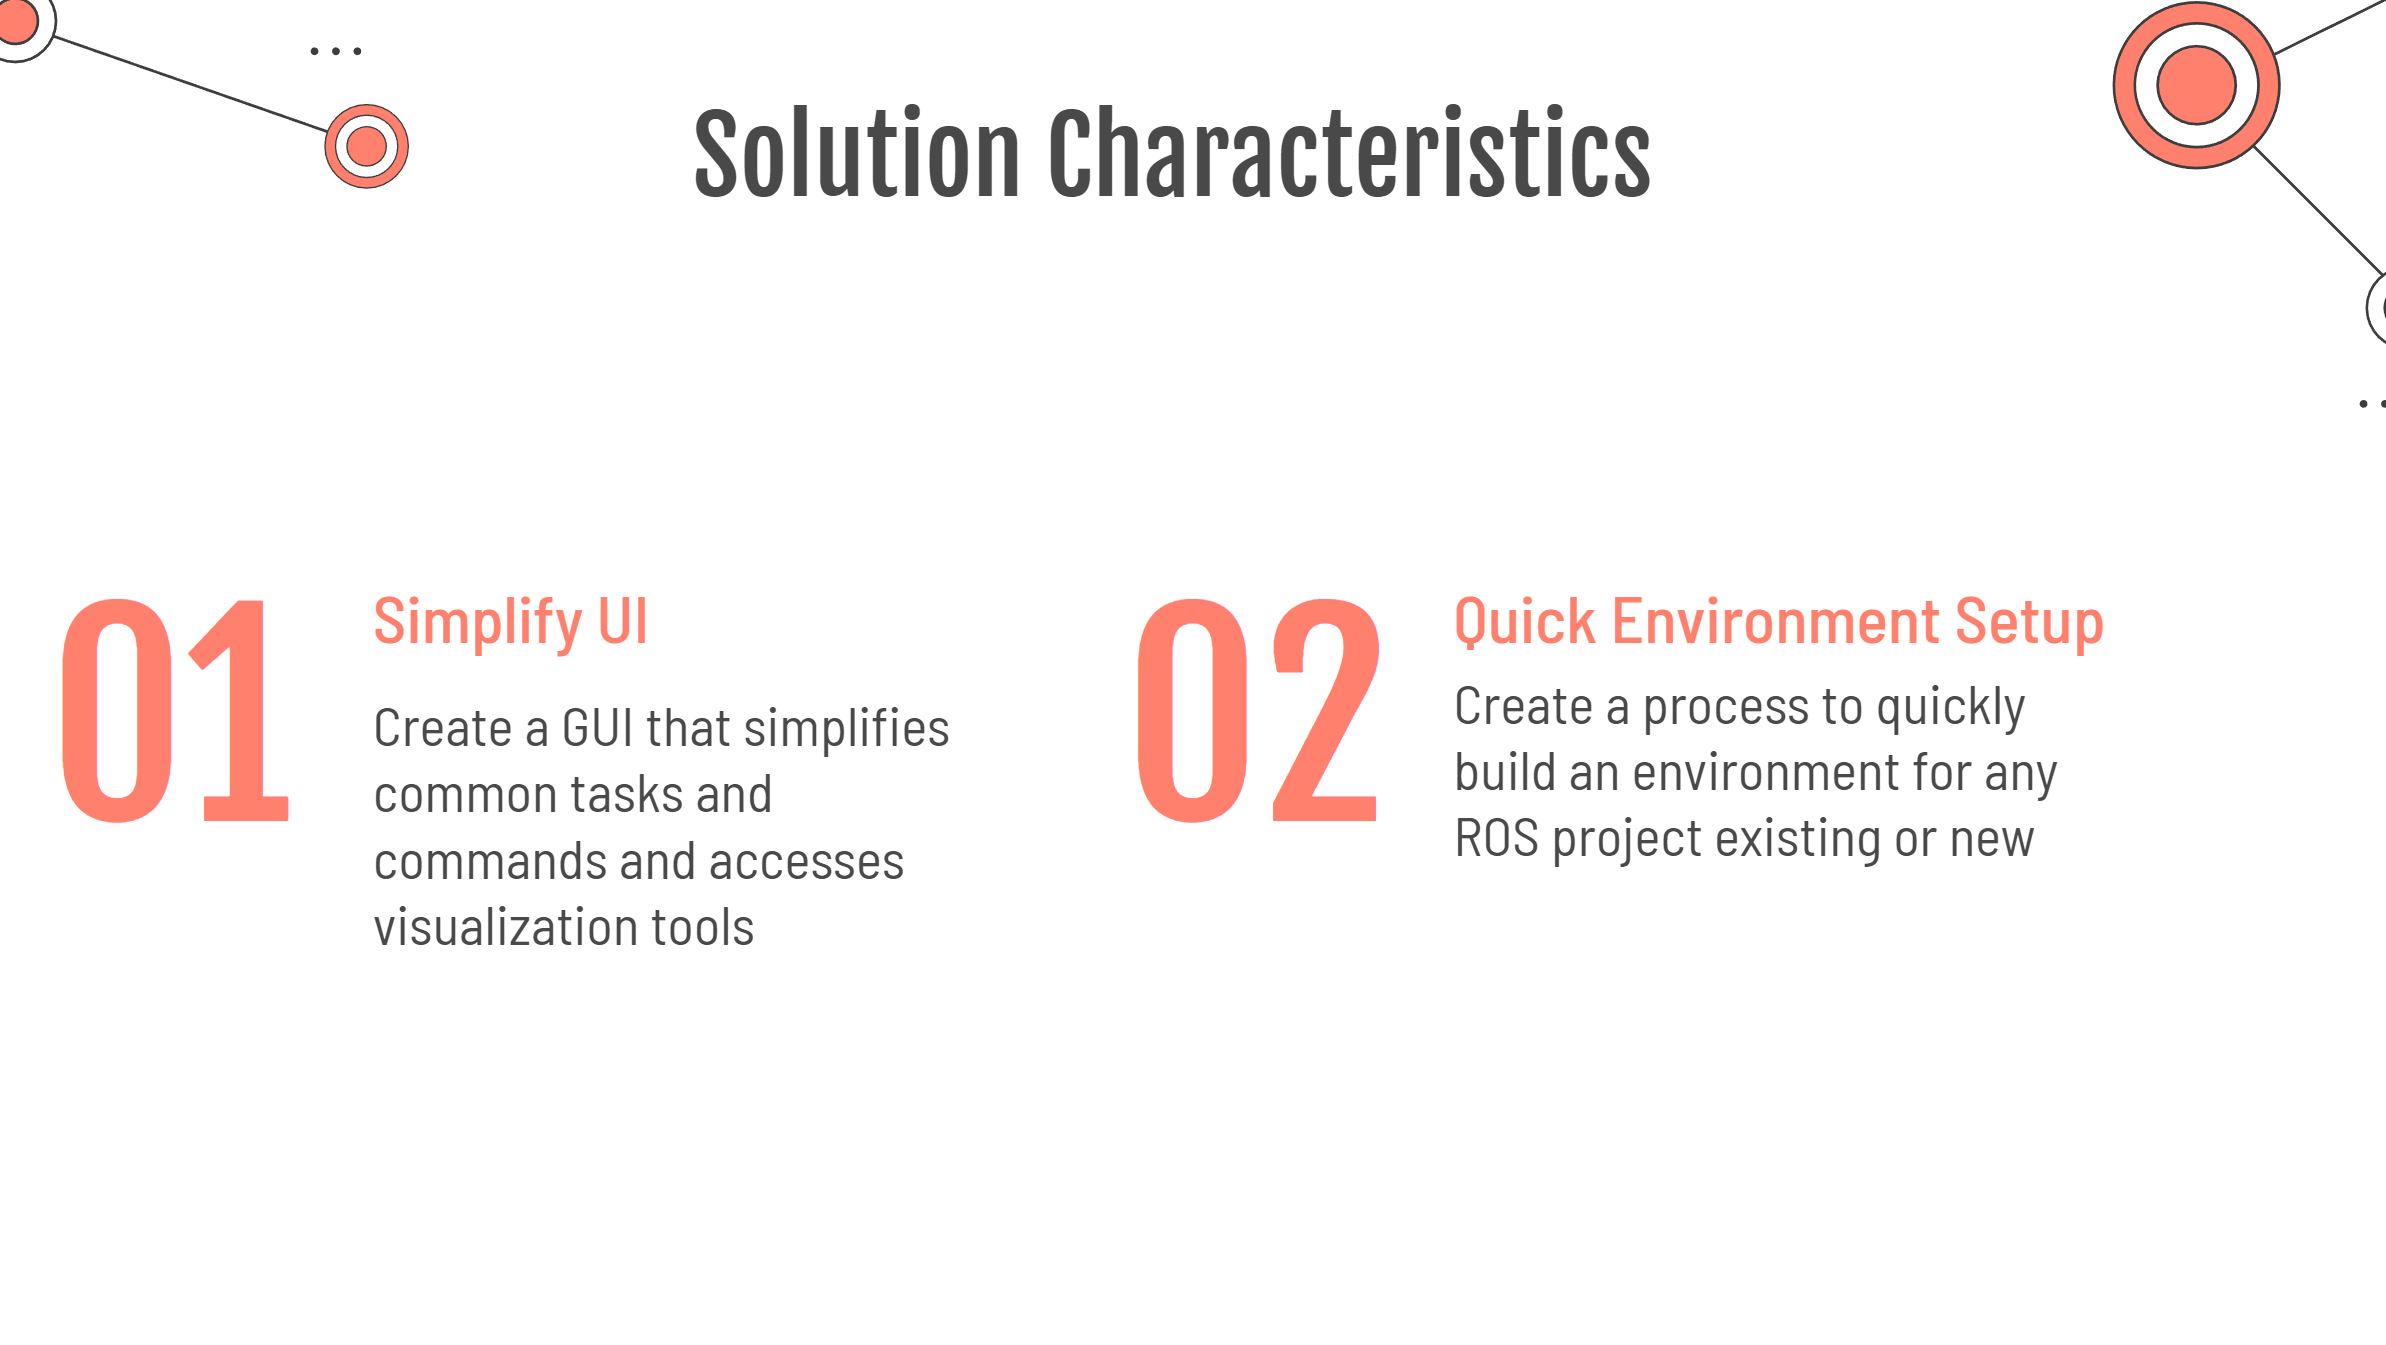 Solution Characteristics
01
Simplify UI
Create a GUI that simplifies
common tasks and
commands and accesses
visualization tools
02
Quick Environment Setup
Create a process to quickly
build an environment for any
ROS project existing or new